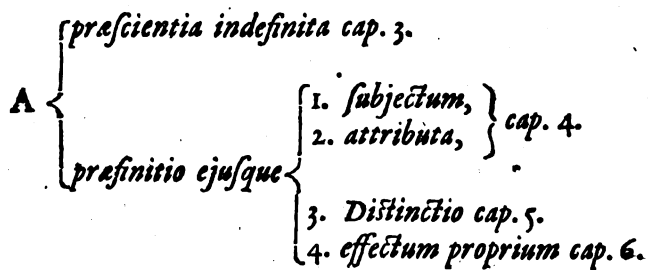 præſcientia indefinita cap. 3.
A
1. ſubjectum,
2. attributa,
cap. 4.
præfinitio ejuſque
3. Diſtinctio cap. 5.
4. effectum proprium cap. 6.